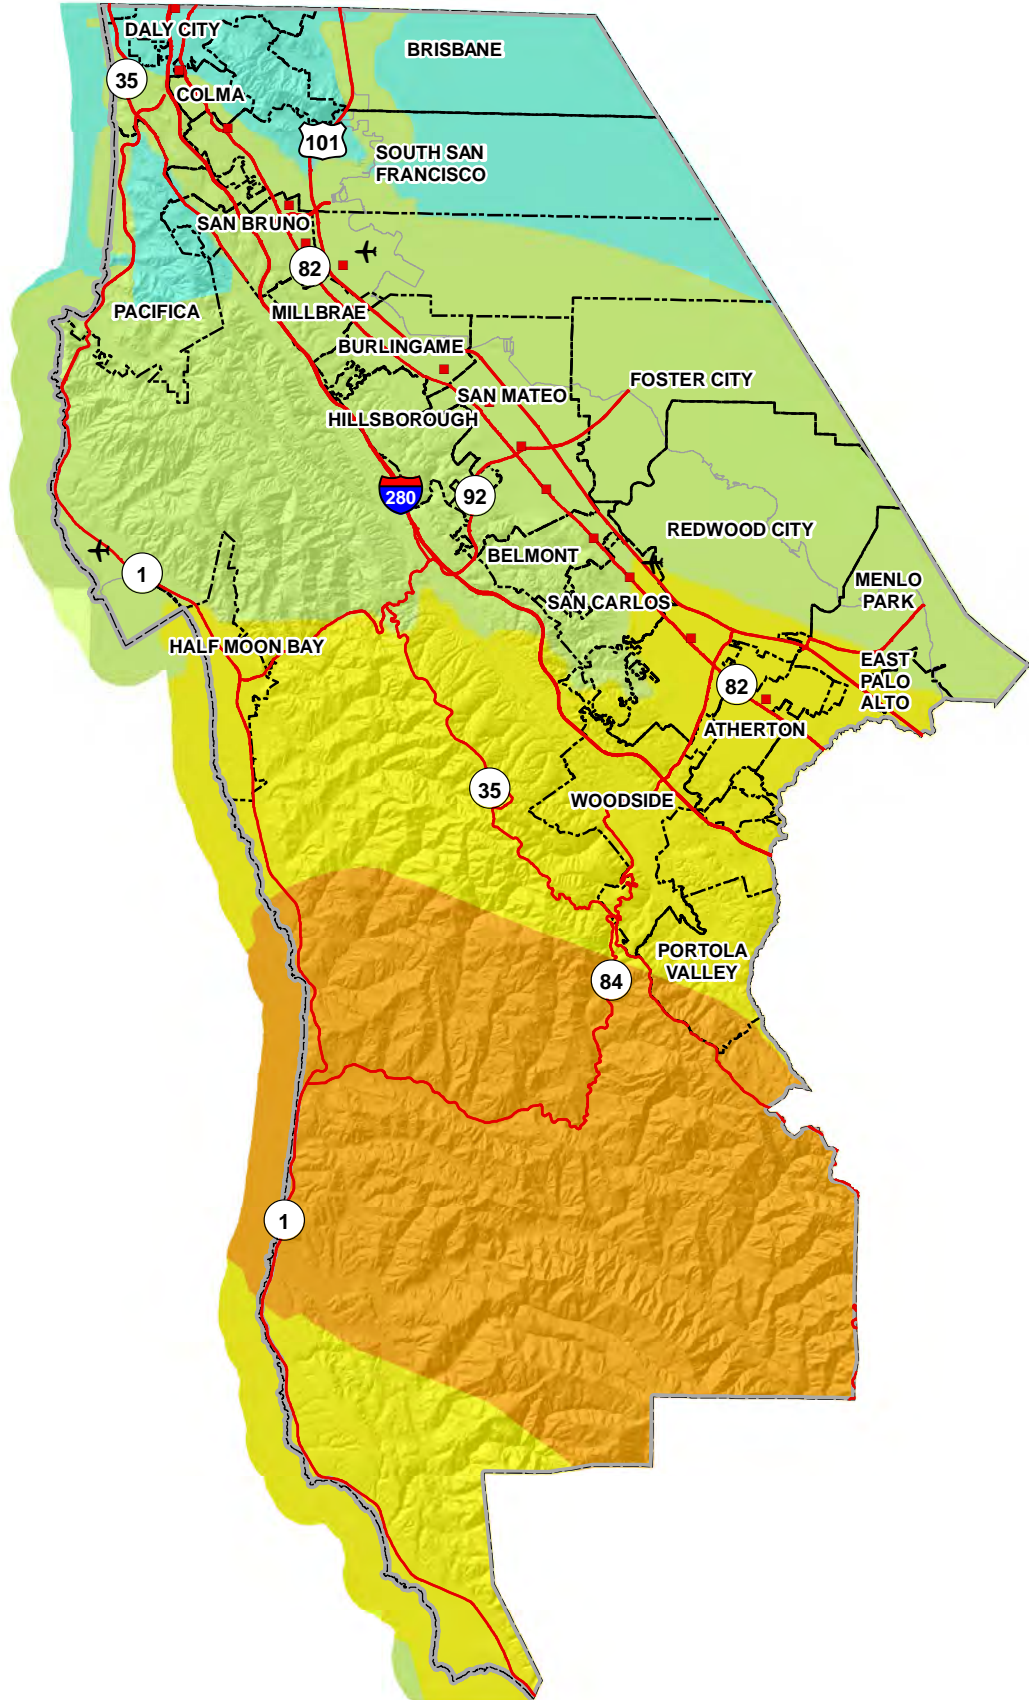 DALY CITY
BRISBANE
35
COLMA
101
SOUTH SAN
FRANCISCO
SAN BRUNO
82
PACIFICA
MILLBRAE
BURLINGAME
FOSTER CITY
SAN MATEO
HILLSBOROUGH
280
92
REDWOOD CITY
BELMONT
1
MENLO
PARK
SAN CARLOS
HALF MOON BAY
EAST
PALO
ALTO
82
ATHERTON
35
WOODSIDE
PORTOLA
VALLEY
84
1